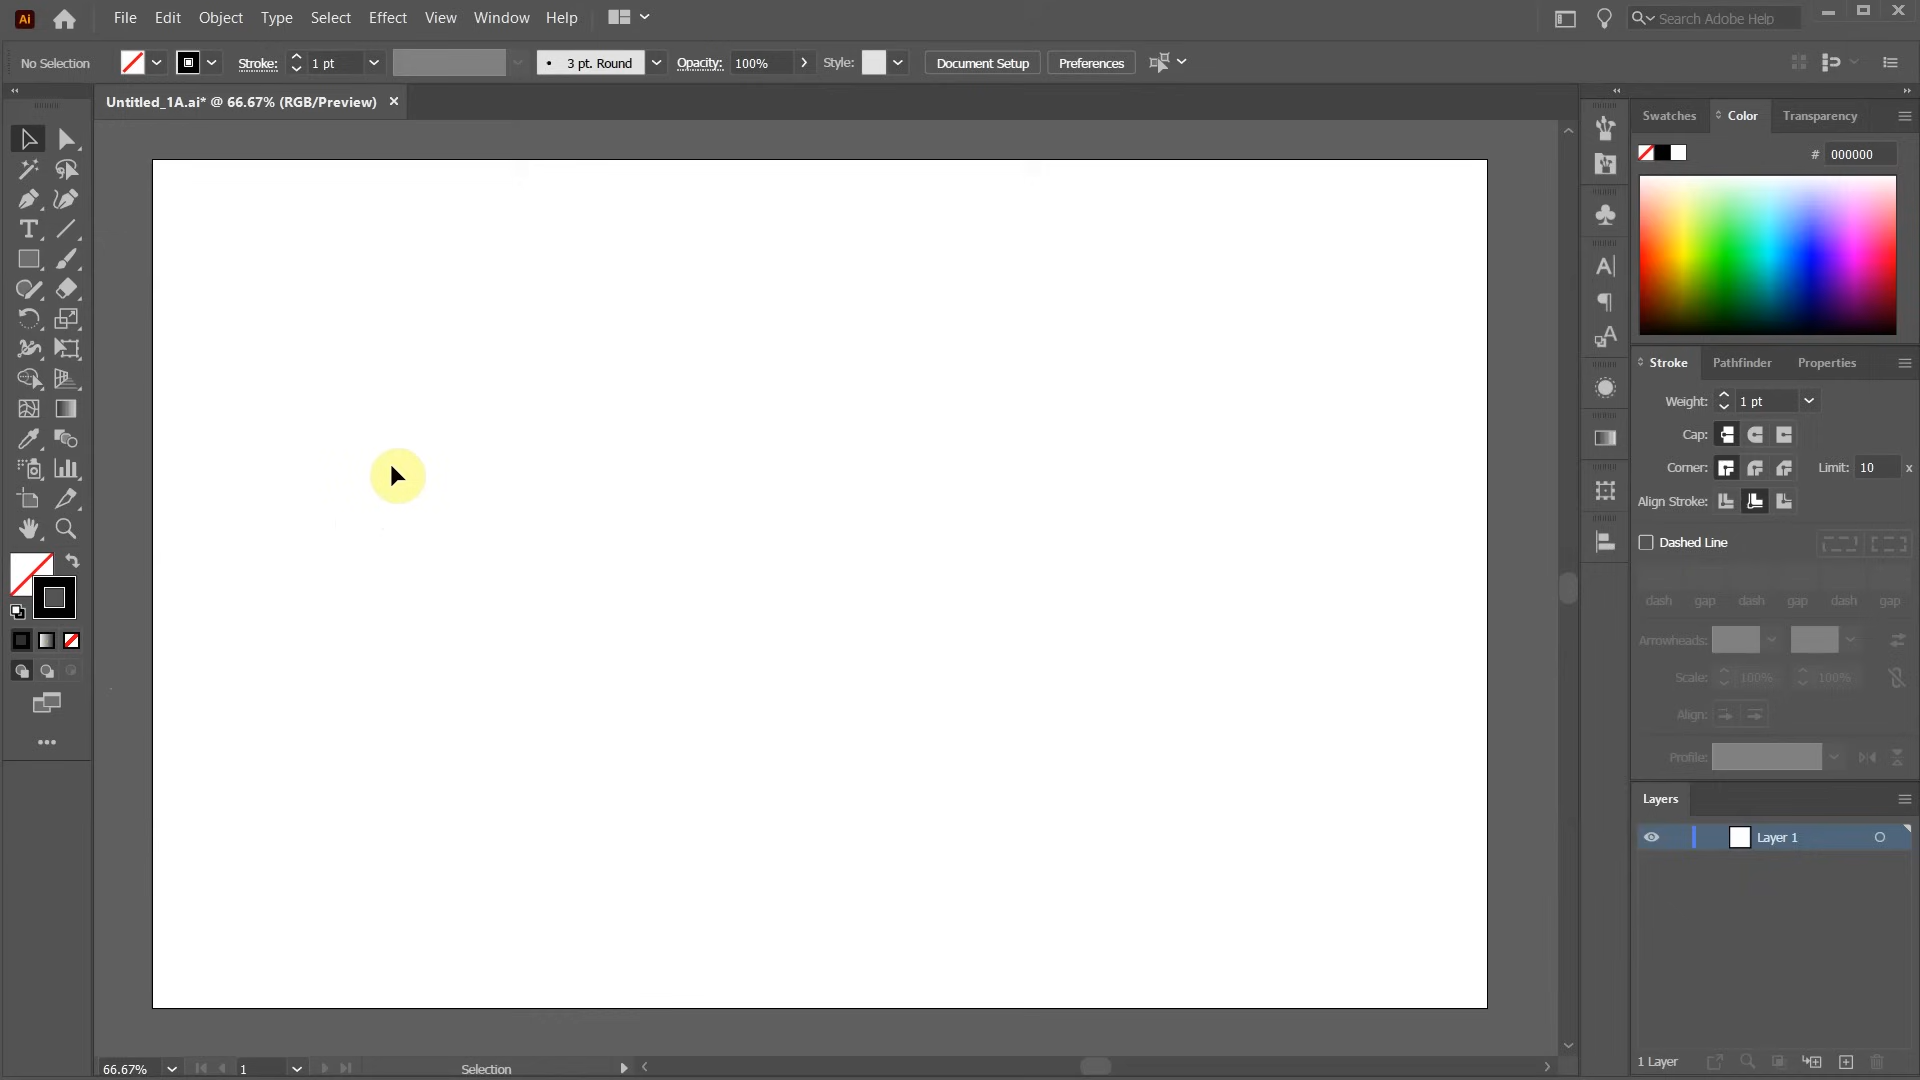 Ai File Edit Object Type Select Effect View Window Help Search Adobe Help
No Selection Stroke: 1 pt 3 pt. Round Opacity: 100% Style: Document Setup Preferences
Untitled_1A.ai* @ 66.67% (RGB/Preview)
Swatches Color Transparency
# 000000
Stroke Pathfinder Properties
Weight: 1 pt
Cap:
Corner: Limit: 10 x
Align Stroke:
Dashed Line
dash gap dash gap dash gap
Arrowheads:
Scale: 100% 100%
Align:
Profile:
Layers
Layer 1
1 Layer
66.67% 1 Selection